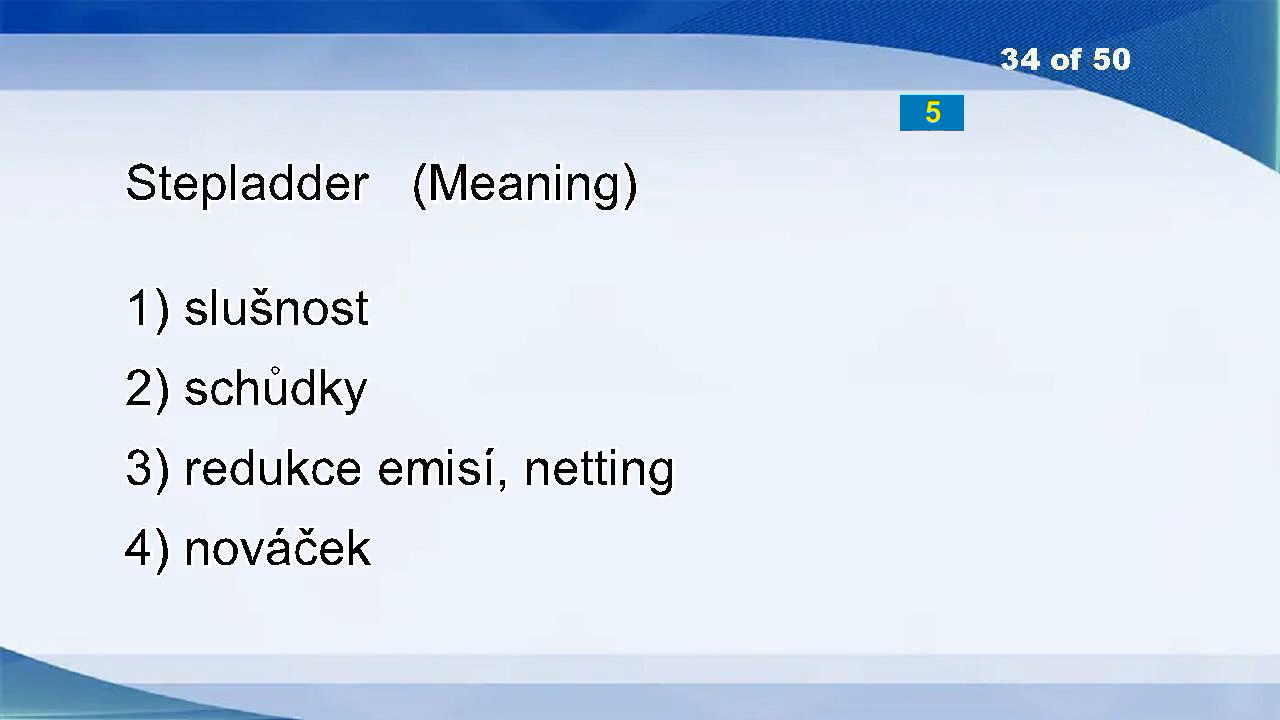 34 of 50
5
Stepladder (Meaning)
1) slušnost
2) schůdky
3) redukce emisí, netting
4) nováček